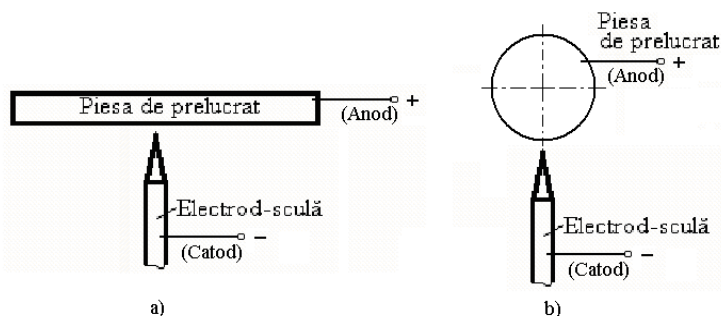 Piesa de prelucrat
+
(Anod)
Electrod-sculă
−
(Catod)
a)
Piesa
de prelucrat
+
(Anod)
Electrod-sculă
−
(Catod)
b)